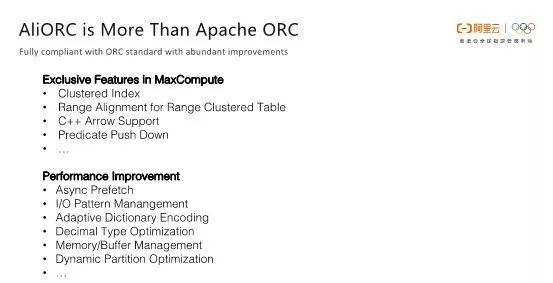 AliORC is More Than Apache ORC
阿里云
Fully compliant with ORC standard with abundant improvements
Exclusive Features in MaxCompute
• Clustered Index
• Range Alignment for Range Clustered Table
• C++ Arrow Support
• Predicate Push Down
• ...
Performance Improvement
• Async Prefetch
• I/O Pattern Manangement
• Adaptive Dictionary Encoding
• Decimal Type Optimization
• Memory/Buffer Management
• Dynamic Partition Optimization
• ...